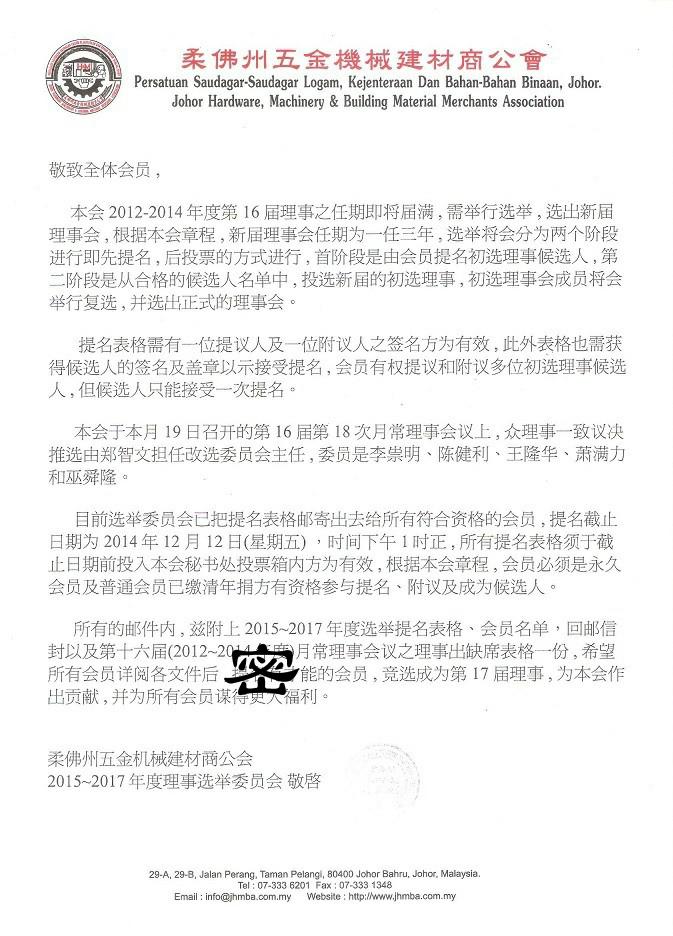 柔佛州五金機械建材商公會
Persatuan Saudagar-Saudagar Logam, Kejenteraan Dan Bahan-Bahan Binaan, Johor.
Johor Hardware, Machinery & Building Material Merchants Association
敬致全体会员，
本会 2012-2014 年度第 16 届理事之任期即将届满，需举行选举，选出新届
理事会，根据本会章程，新届理事会任期为一任三年，选举将会分为两个阶段
进行即先提名，后投票的方式进行，首阶段是由会员提名初选理事候选人，第
二阶段是从合格的候选人名单中，投选新届的初选理事，初选理事会成员将会
举行复选，并选出正式的理事会。
提名表格需有一位提议人及一位附议人之签名方为有效，此外表格也需获
得候选人的签名及盖章以示接受提名，会员有权提议和附议多位初选理事候选
人，但候选人只能接受一次提名。
本会于本月 19 日召开的第 16 届第 18 次月常理事会议上，众理事一致议决
推选由郑智文担任改选委员会主任，委员是李崇明、陈健利、王隆华、萧满力
和巫舜隆。
目前选举委员会已把提名表格邮寄出去给所有符合资格的会员，提名截止
日期为 2014 年 12 月 12 日(星期五)，时间下午 1 时正，所有提名表格须于截
止日期前投入本会秘书处投票箱内方为有效，根据本会章程，会员必须是永久
会员及普通会员已缴清年捐方有资格参与提名、附议及成为候选人。
所有的邮件内，兹附上 2015~2017 年度选举提名表格、会员名单，回邮信
封以及第十六届(2012~20 密 )月常理事会议之理事出缺席表格一份，希望
所有会员详阅各文件后 能的会员，竞选成为第 17 届理事，为本会作
出贡献，并为所有会员谋得更大福利。
柔佛州五金机械建材商公会
2015~2017 年度理事选举委员会 敬启
29-A, 29-B, Jalan Perang, Taman Pelangi, 80400 Johor Bahru, Johor, Malaysia.
Tel : 07-333 6201 Fax : 07-333 1348
Email : info@jhmba.com.my Website : http://www.jhmba.com.my